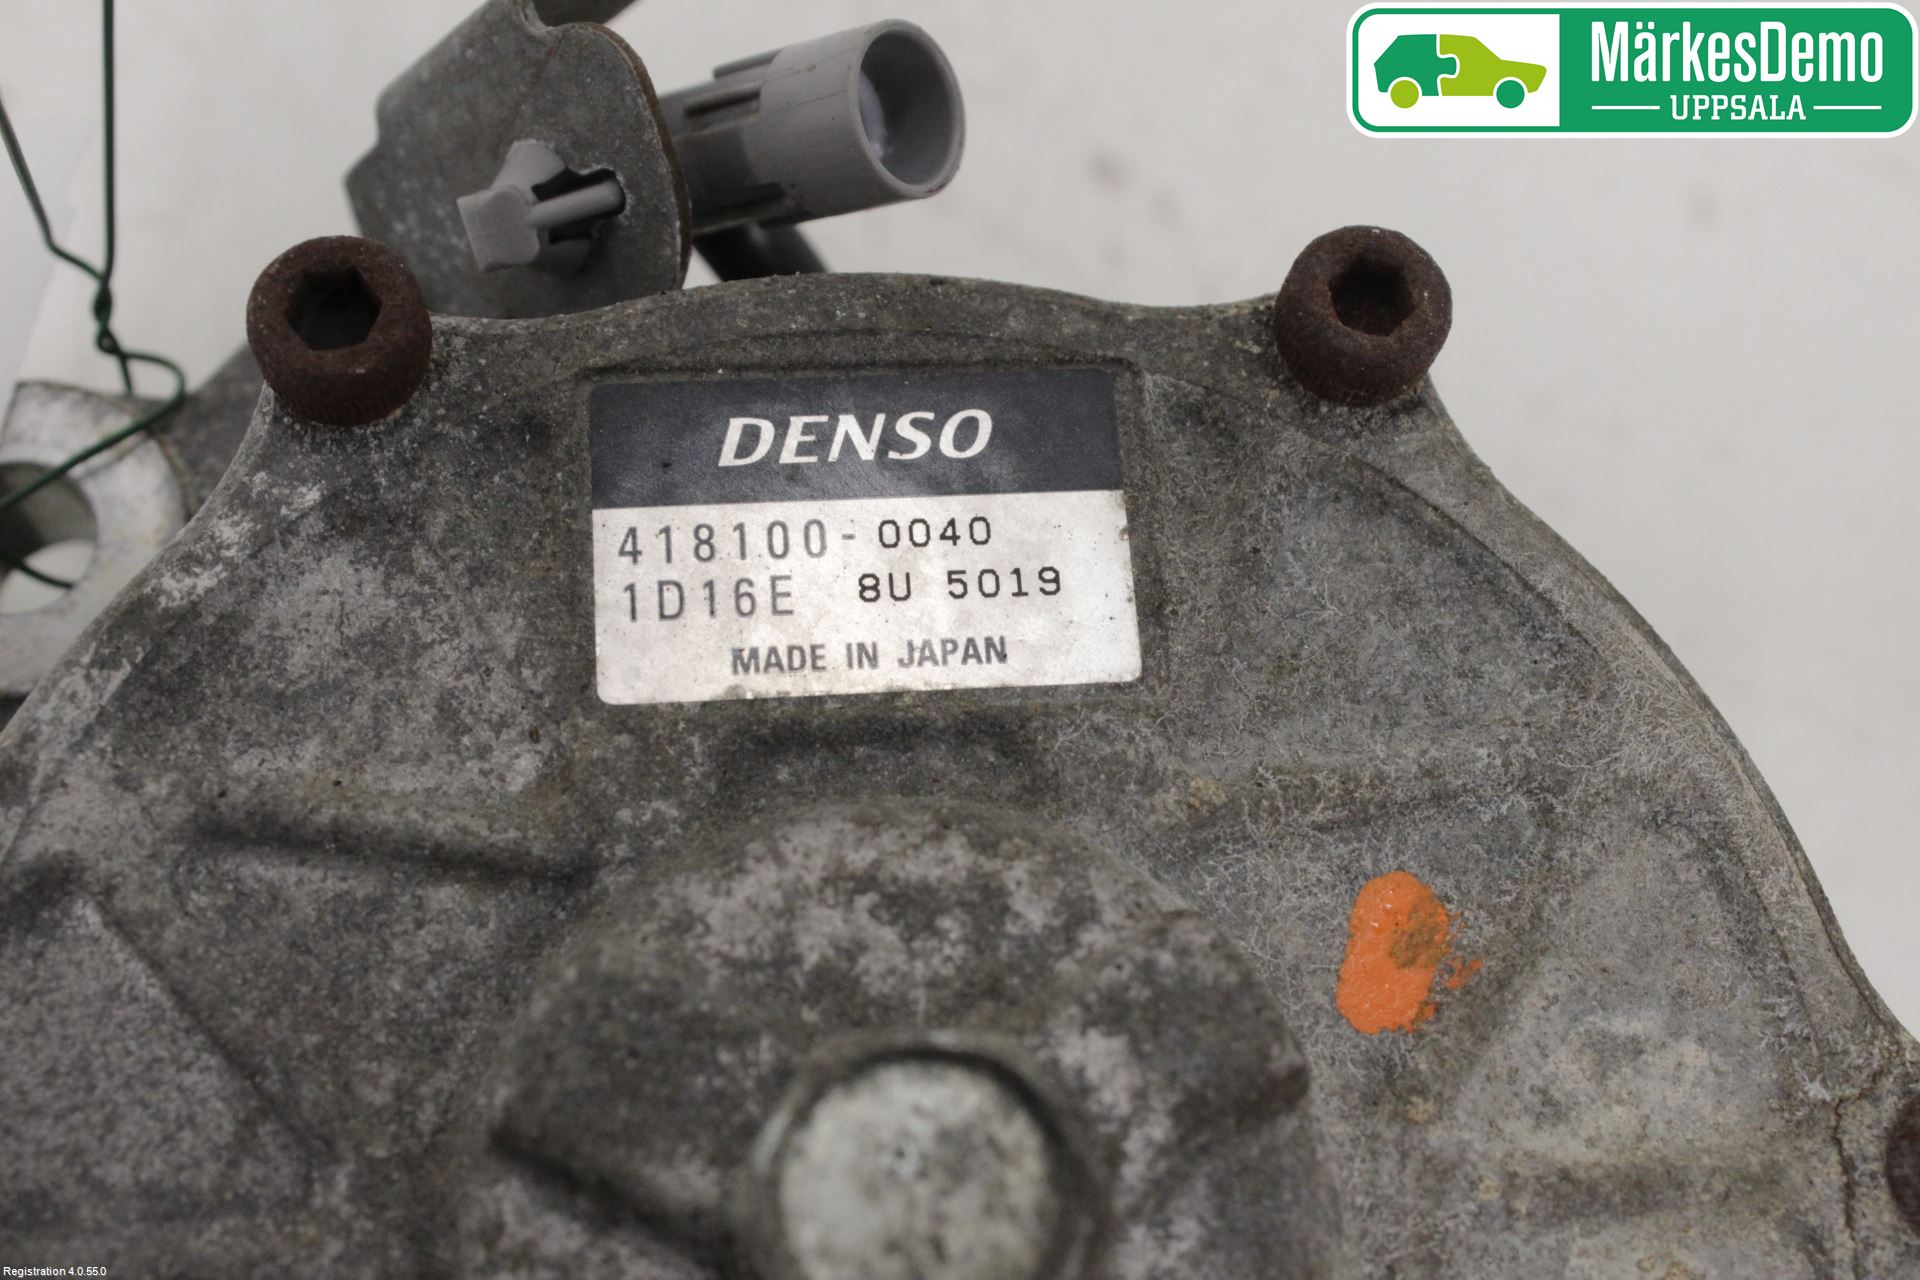 MärkesDemo
UPPSALA
DENSO
418100-0040
1D16E 8U 5019
MADE IN JAPAN
Registration 4.0.55.0